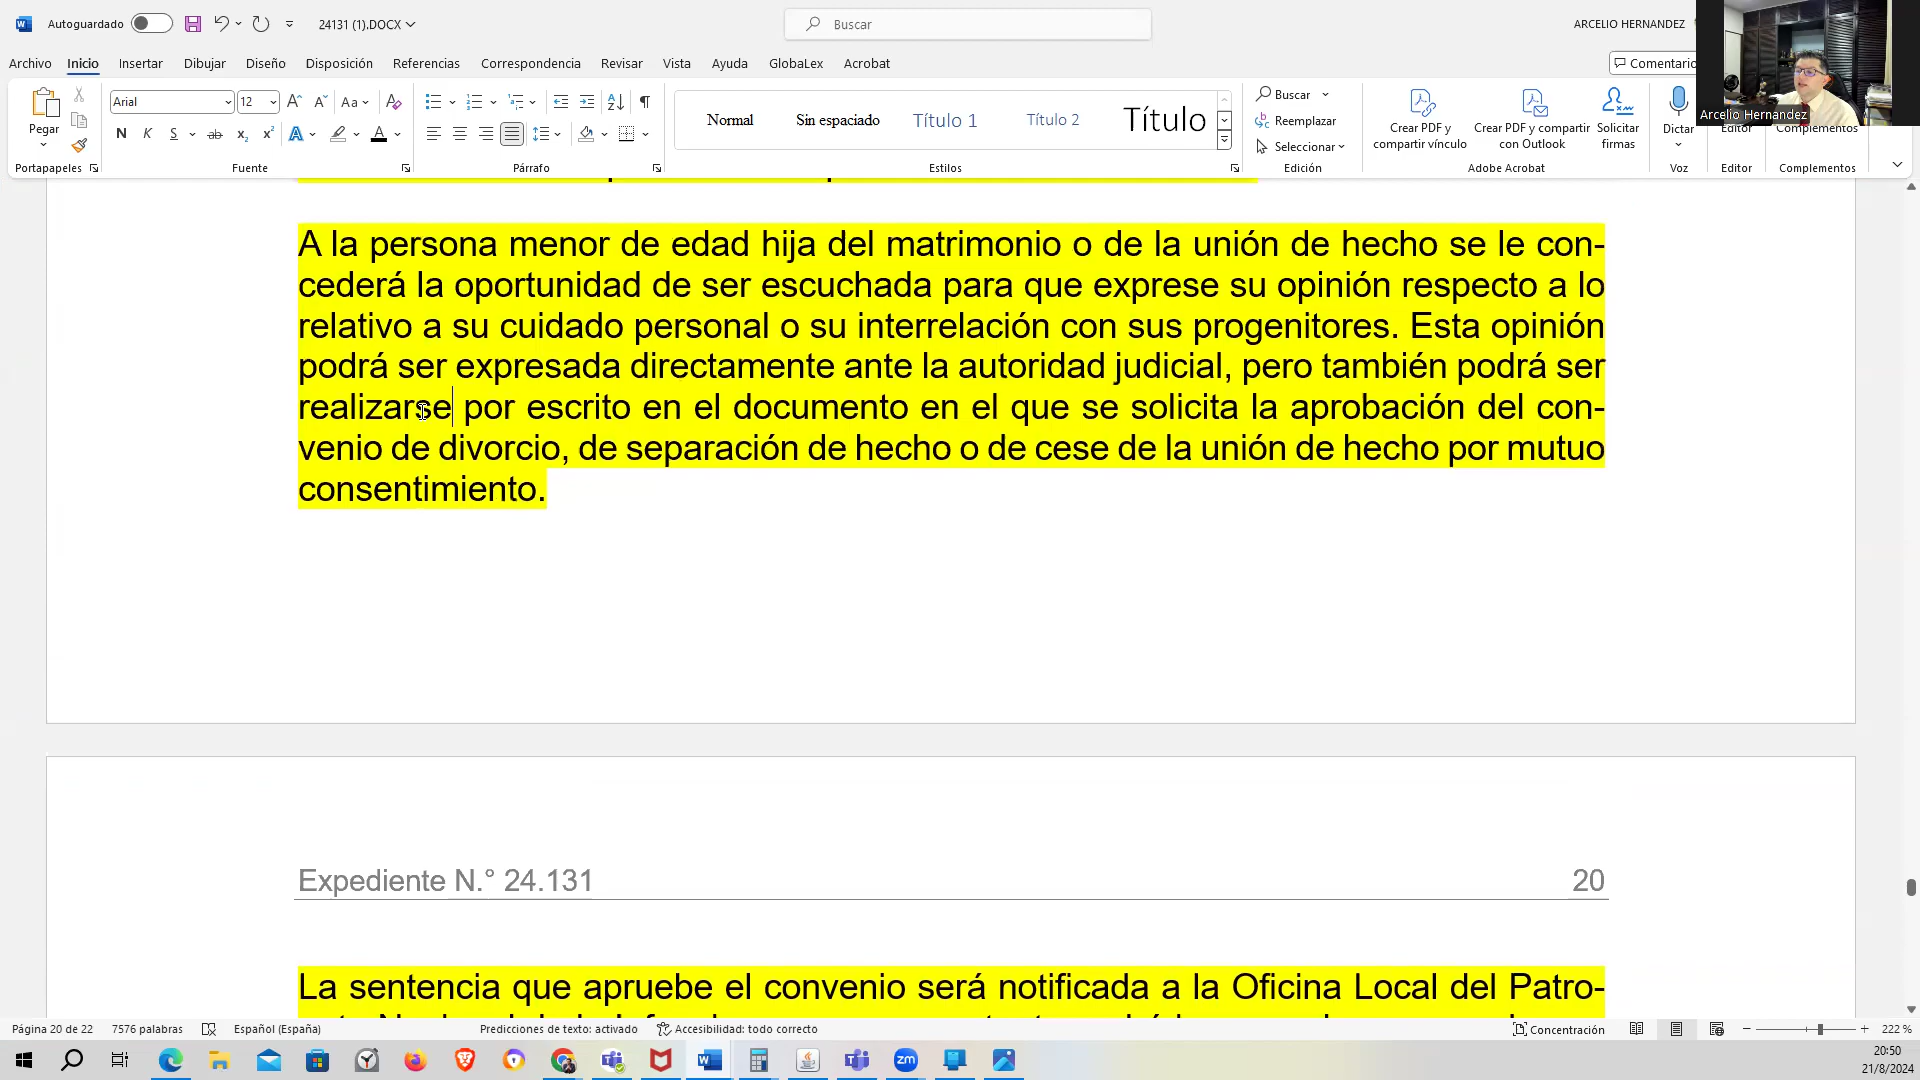 Autoguardado
24131 (1).DOCX
Buscar
ARCELIO HERNANDEZ
Archivo Inicio Insertar Dibujar Diseño Disposición Referencias Correspondencia Revisar Vista Ayuda GlobaLex Acrobat
Comentario
Pegar
Arial 12
Normal Sin espaciado Título 1 Título 2 Título
Buscar
Reemplazar
Seleccionar
Crear PDF y compartir vínculo
Crear PDF y compartir con Outlook
Solicitar firmas
Dictar
Editor
Complementos
Arcelio Hernandez
Portapapeles Fuente Párrafo Estilos Edición Adobe Acrobat Voz Editor Complementos
A la persona menor de edad hija del matrimonio o de la unión de hecho se le con-
cederá la oportunidad de ser escuchada para que exprese su opinión respecto a lo
relativo a su cuidado personal o su interrelación con sus progenitores. Esta opinión
podrá ser expresada directamente ante la autoridad judicial, pero también podrá ser
realizarse por escrito en el documento en el que se solicita la aprobación del con-
venio de divorcio, de separación de hecho o de cese de la unión de hecho por mutuo
consentimiento.
Expediente N.° 24.131 20
La sentencia que apruebe el convenio será notificada a la Oficina Local del Patro-
Página 20 de 22 7576 palabras Español (España) Predicciones de texto: activado Accesibilidad: todo correcto Concentración 222 %
20:50
21/8/2024